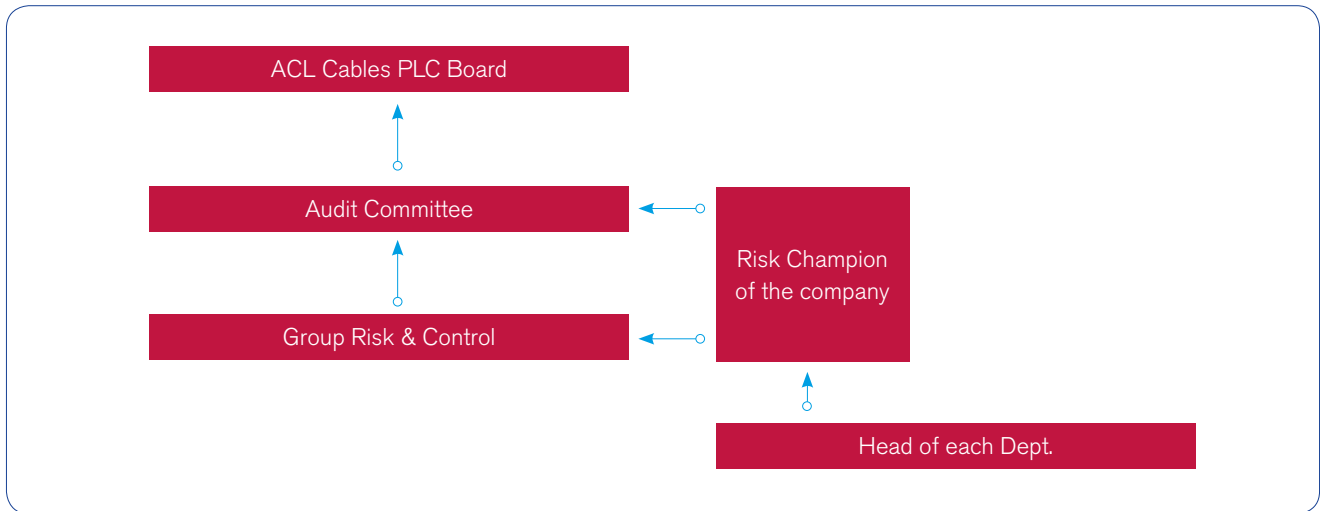 ACL Cables PLC Board
Audit Committee
Risk Champion
of the company
Group Risk & Control
Head of each Dept.